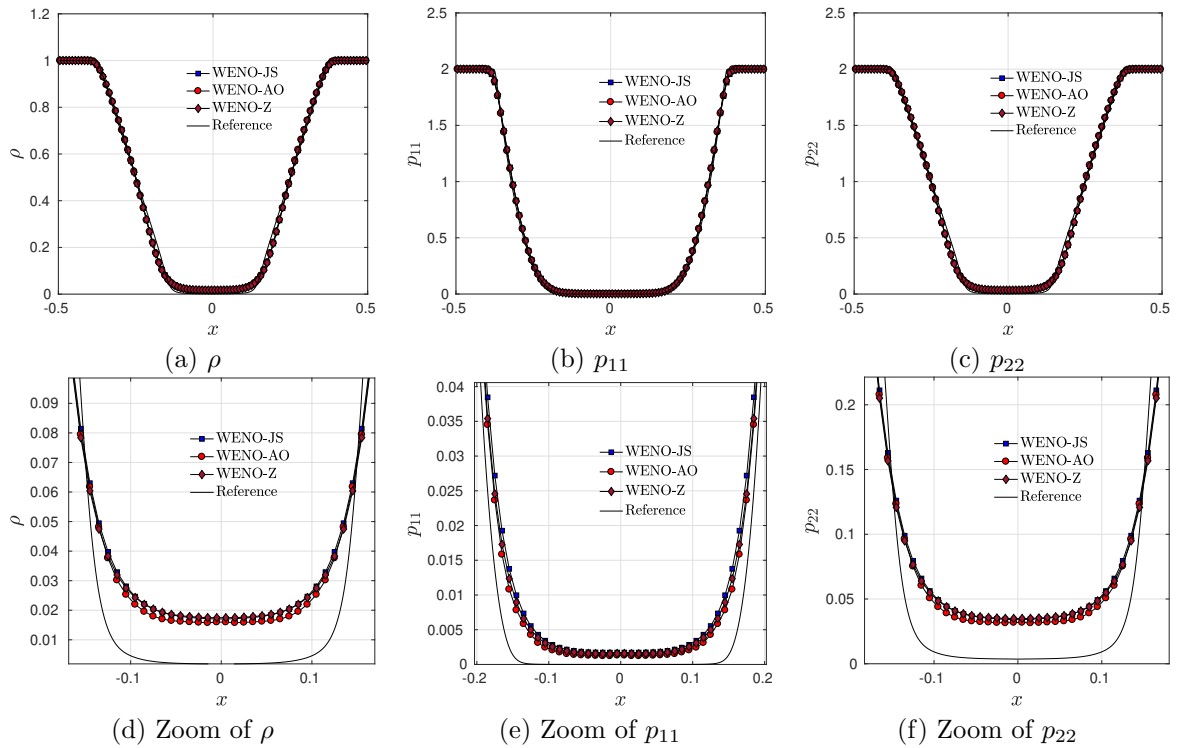 1.2
1
0.8
0.6
0.4
0.2
0
ρ
WENO-JS
WENO-AO
WENO-Z
Reference
-0.5 0 0.5
x
(a) ρ
2.5
2
1.5
1
0.5
0
p₁₁
WENO-JS
WENO-AO
WENO-Z
Reference
-0.5 0 0.5
x
(b) p₁₁
2.5
2
1.5
1
0.5
0
p₂₂
WENO-JS
WENO-AO
WENO-Z
Reference
-0.5 0 0.5
x
(c) p₂₂
0.09
0.08
0.07
0.06
0.05
0.04
0.03
0.02
0.01
ρ
WENO-JS
WENO-AO
WENO-Z
Reference
-0.1 0 0.1
x
(d) Zoom of ρ
0.04
0.035
0.03
0.025
0.02
0.015
0.01
0.005
0
p₁₁
WENO-JS
WENO-AO
WENO-Z
Reference
-0.2 -0.1 0 0.1 0.2
x
(e) Zoom of p₁₁
0.2
0.15
0.1
0.05
0
p₂₂
WENO-JS
WENO-AO
WENO-Z
Reference
-0.1 0 0.1
x
(f) Zoom of p₂₂